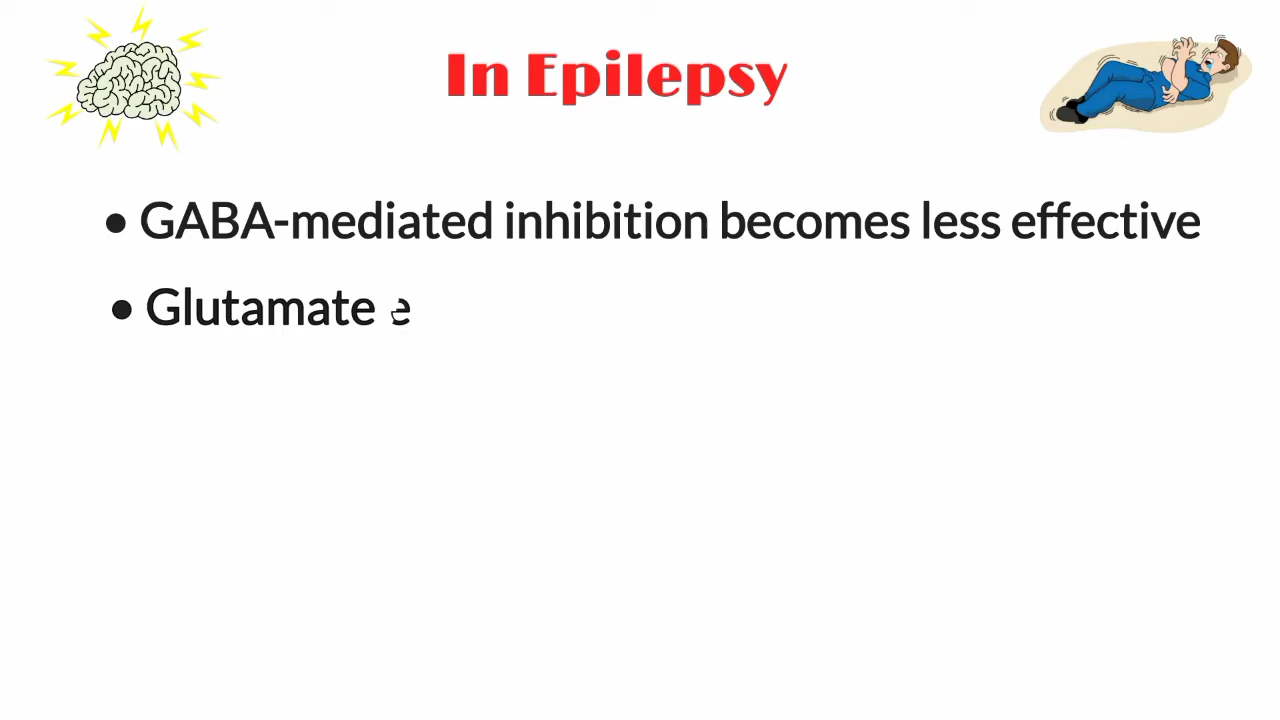 In Epilepsy
• GABA-mediated inhibition becomes less effective
• Glutamate e